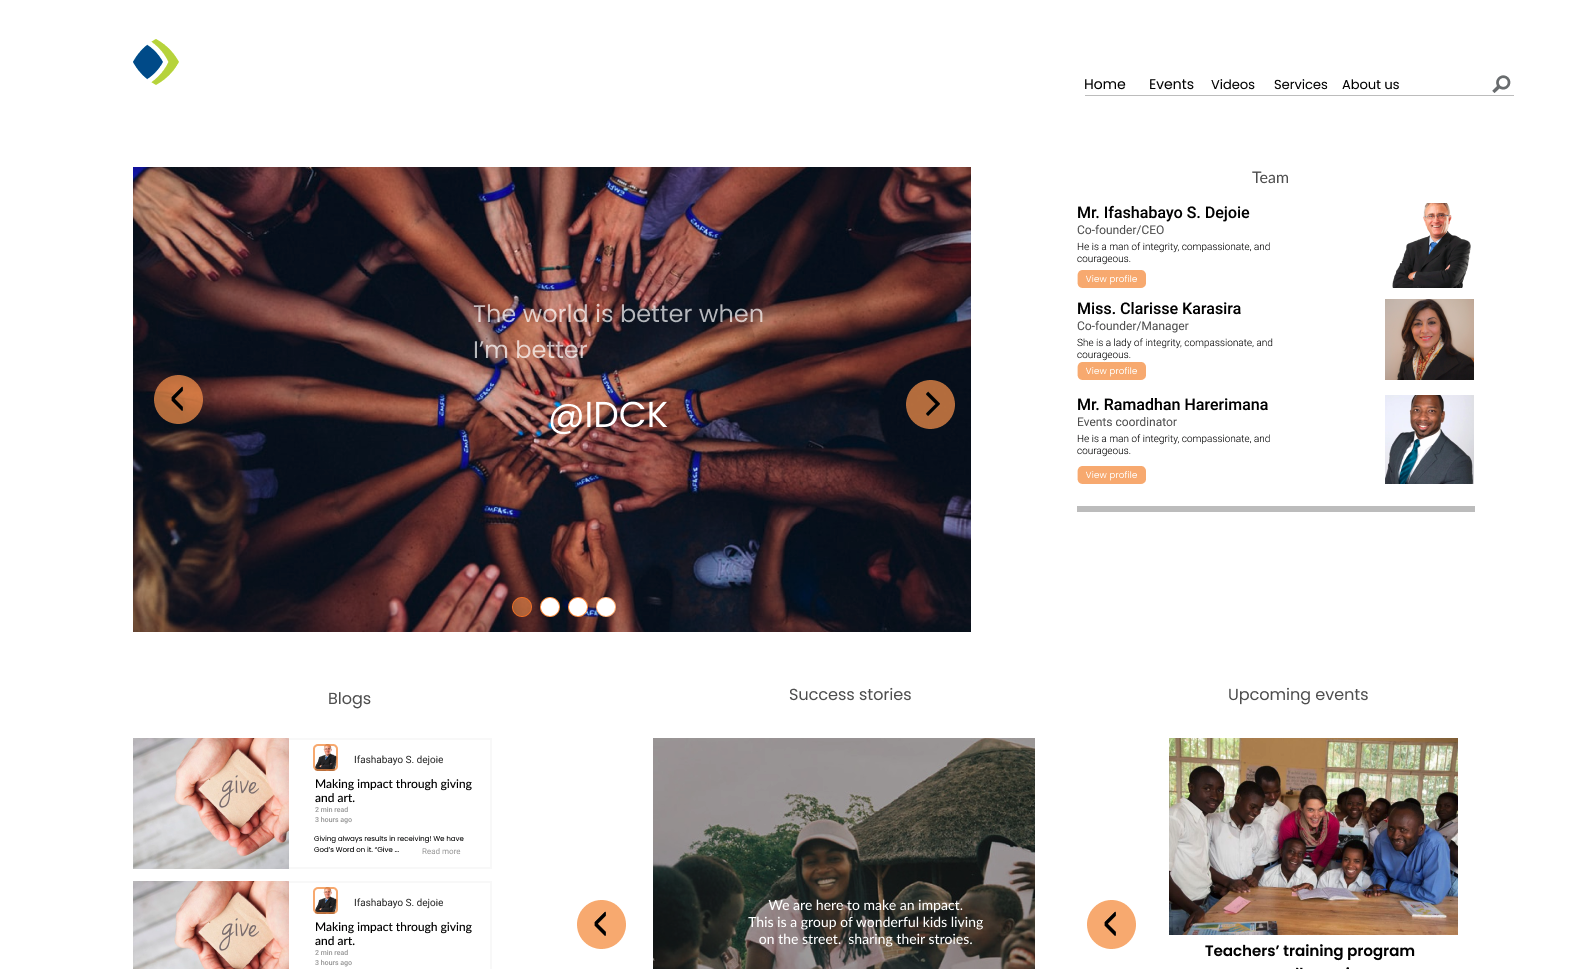 Home Events Videos Services About us
The world is better when
I'm better
@IDCK
Team
Mr. Ifashabayo S. Dejoie
Co-founder/CEO
He is a man of integrity, compassionate, and
courageous.
View profile
Miss. Clarisse Karasira
Co-founder/Manager
She is a lady of integrity, compassionate, and
courageous.
View profile
Mr. Ramadhan Harerimana
Events coordinator
He is a man of integrity, compassionate, and
courageous.
View profile
Blogs
give
Ifashabayo S. dejoie
Making impact through giving
and art.
2 min read
3 hours ago
Giving always results in receiving! We have
God's Word on it. "Give ...
Read more
give
Ifashabayo S. dejoie
Making impact through giving
and art.
2 min read
3 hours ago
Success stories
We are here to make an impact.
This is a group of wonderful kids living
on the street, sharing their stroies.
Upcoming events
Teachers' training program